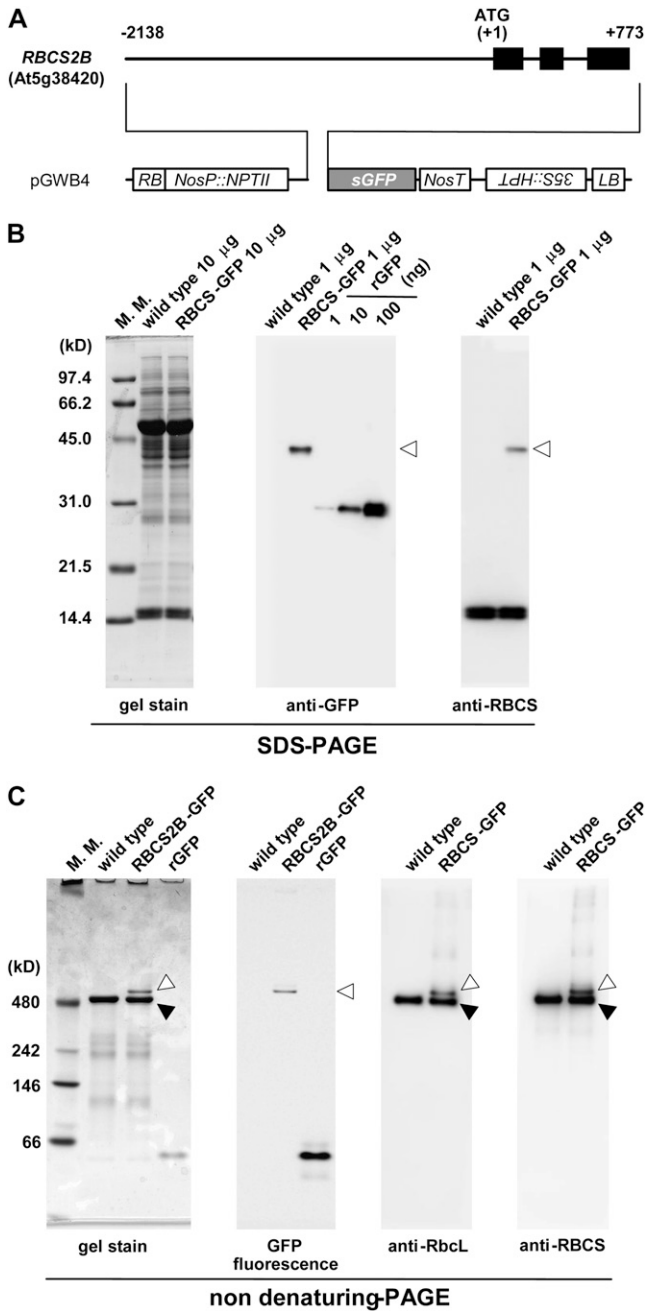 A
ATG
-2138 (+1) +773
RBCS2B
(At5g38420)
pGWB4 RB NosP::NPTII sGFP NosT 35S::HPT LB
B
M. M. wild type 10 µg RBCS-GFP 10 µg wild type 1 µg RBCS-GFP 1 µg 1 10 100 rGFP (ng) wild type 1 µg RBCS-GFP 1 µg
(kD)
97.4
66.2
45.0
31.0
21.5
14.4
gel stain anti-GFP anti-RBCS
SDS-PAGE
C
M. M. wild type RBCS2B-GFP rGFP wild type RBCS2B-GFP rGFP wild type RBCS-GFP wild type RBCS-GFP
(kD)
480
242
146
66
gel stain GFP anti-RbcL anti-RBCS
fluorescence
non denaturing-PAGE